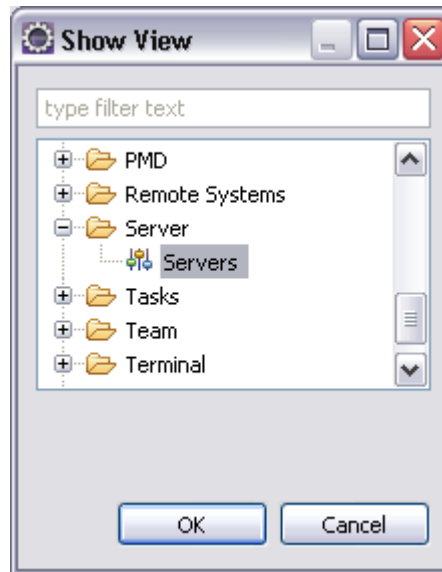 Show View
type filter text
PMD
Remote Systems
Server
Servers
Tasks
Team
Terminal
OK Cancel